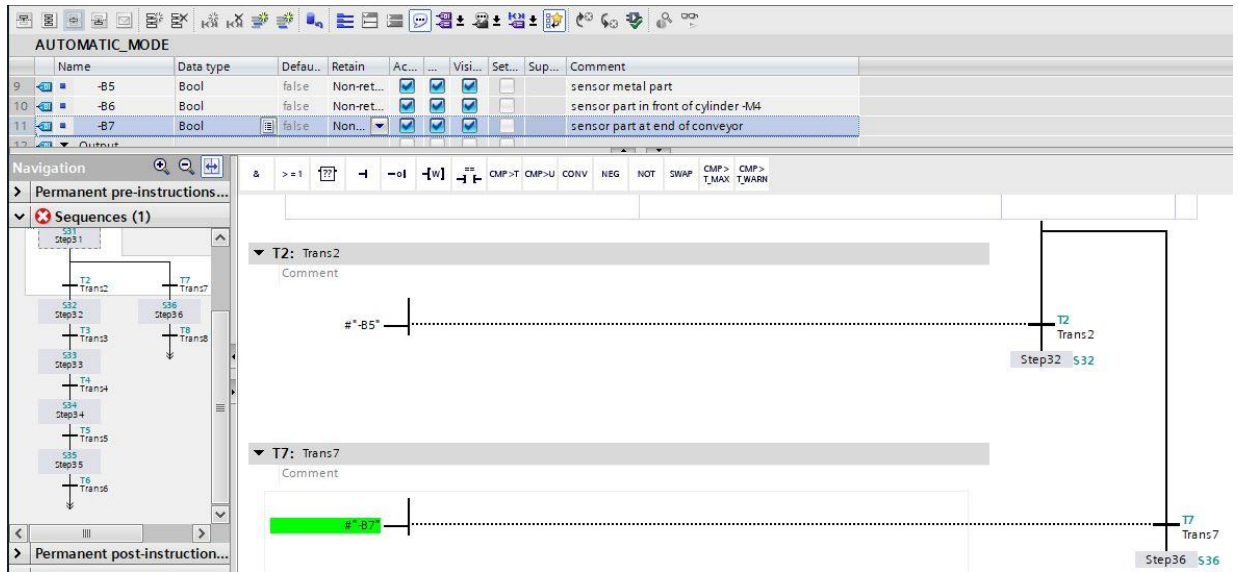 AUTOMATIC_MODE
Name Data type Defau.. Retain Ac... ... Visi... Set... Sup... Comment
9 -B5 Bool false Non-ret... sensor metal part
10 -B6 Bool false Non-ret... sensor part in front of cylinder -M4
11 -B7 Bool false Non... sensor part at end of conveyor
12 Output
Navigation
& >=1 ?? CMP>T CMP>U CONV NEG NOT SWAP CMP> T_MAX CMP> T_WARN
Permanent pre-instructions...
Sequences (1)
S31
Step31
T2
Trans2
T7
Trans7
S32
Step32
S36
Step36
T3
Trans3
T8
Trans8
S33
Step33
T4
Trans4
S34
Step34
T5
Trans5
S35
Step35
T6
Trans6
Permanent post-instruction...
T2: Trans2
Comment
#"-B5"
T2
Trans2
Step32 S32
T7: Trans7
Comment
#"-B7"
T7
Trans7
Step36 S36